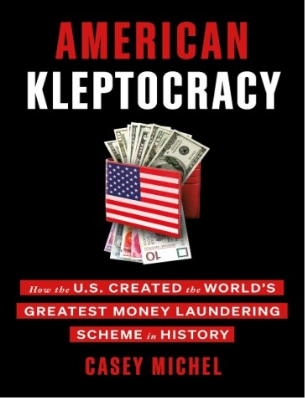 AMERICAN
KLEPTOCRACY
How the U.S. CREATED the WORLD'S
GREATEST MONEY LAUNDERING
SCHEME in HISTORY
CASEY MICHEL